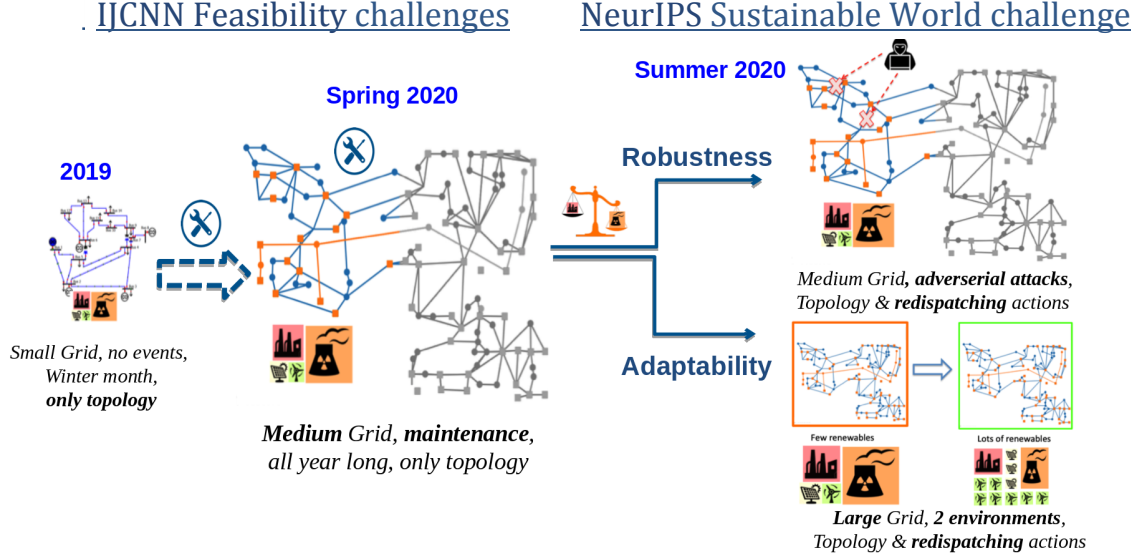 IJCNN Feasibility challenges
NeurIPS Sustainable World challenge
2019
Spring 2020
Summer 2020
Robustness
Adaptability
Small Grid, no events,
Winter month,
only topology
Medium Grid, maintenance,
all year long, only topology
Medium Grid, adverserial attacks,
Topology & redispatching actions
Few renewables
Lots of renewables
Large Grid, 2 environments,
Topology & redispatching actions